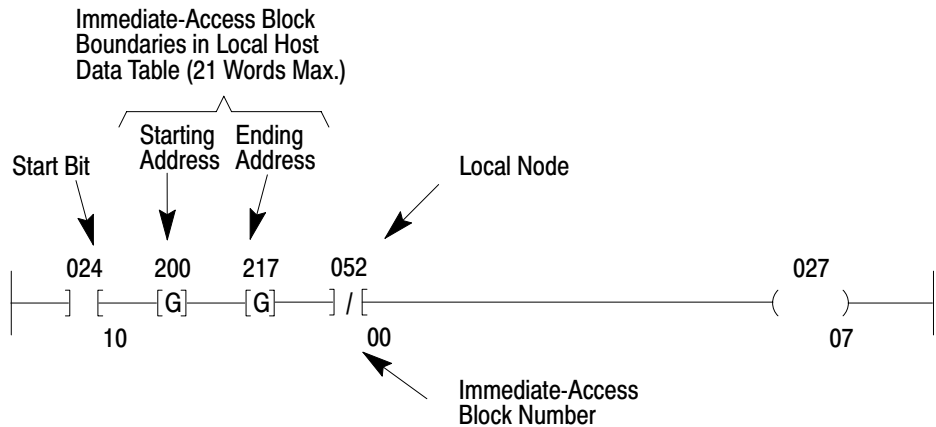 Immediate-Access Block
Boundaries in Local Host
Data Table (21 Words Max.)
Starting Address
Ending Address
Start Bit
Local Node
024 200 217 052 027
] [ [G] [G] ] / [ ( )
10 00 07
Immediate-Access
Block Number